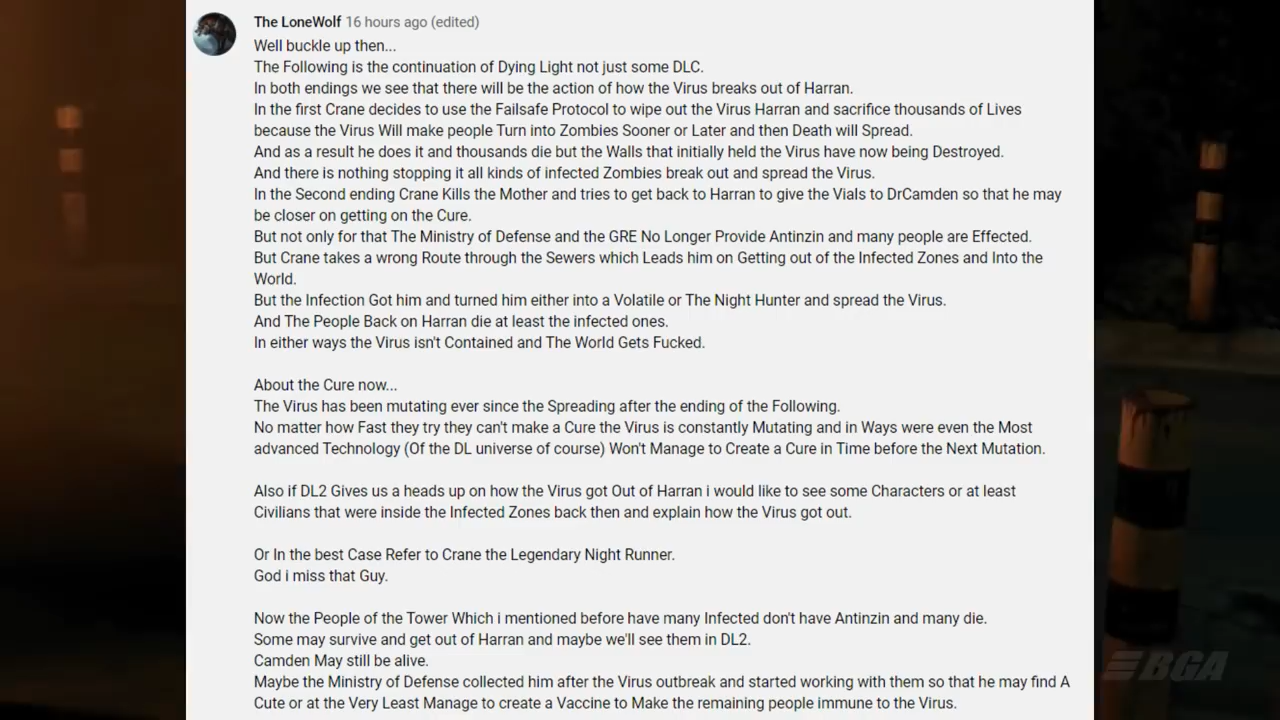 The LoneWolf 16 hours ago (edited)
Well buckle up then...
The Following is the continuation of Dying Light not just some DLC.
In both endings we see that there will be the action of how the Virus breaks out of Harran.
In the first Crane decides to use the Failsafe Protocol to wipe out the Virus Harran and sacrifice thousands of Lives
because the Virus Will make people Turn into Zombies Sooner or Later and then Death will Spread.
And as a result he does it and thousands die but the Walls that initially held the Virus have now being Destroyed.
And there is nothing stopping it all kinds of infected Zombies break out and spread the Virus.
In the Second ending Crane Kills the Mother and tries to get back to Harran to give the Vials to DrCamden so that he may
be closer on getting on the Cure.
But not only for that The Ministry of Defense and the GRE No Longer Provide Antinzin and many people are Effected.
But Crane takes a wrong Route through the Sewers which Leads him on Getting out of the Infected Zones and Into the
World.
But the Infection Got him and turned him either into a Volatile or The Night Hunter and spread the Virus.
And The People Back on Harran die at least the infected ones.
In either ways the Virus isn't Contained and The World Gets Fucked.
About the Cure now...
The Virus has been mutating ever since the Spreading after the ending of the Following.
No matter how Fast they try they can't make a Cure the Virus is constantly Mutating and in Ways were even the Most
advanced Technology (Of the DL universe of course) Won't Manage to Create a Cure in Time before the Next Mutation.
Also if DL2 Gives us a heads up on how the Virus got Out of Harran i would like to see some Characters or at least
Civilians that were inside the Infected Zones back then and explain how the Virus got out.
Or In the best Case Refer to Crane the Legendary Night Runner.
God i miss that Guy.
Now the People of the Tower Which i mentioned before have many Infected don't have Antinzin and many die.
Some may survive and get out of Harran and maybe we'll see them in DL2.
Camden May still be alive.
Maybe the Ministry of Defense collected him after the Virus outbreak and started working with them so that he may find A
Cute or at the Very Least Manage to create a Vaccine to Make the remaining people immune to the Virus.
BGA